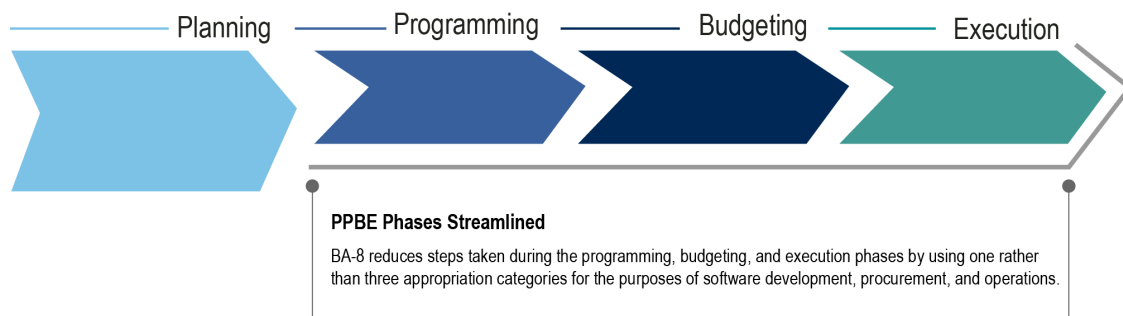 Planning
Programming
Budgeting
Execution
PPBE Phases Streamlined
BA-8 reduces steps taken during the programming, budgeting, and execution phases by using one rather
than three appropriation categories for the purposes of software development, procurement, and operations.